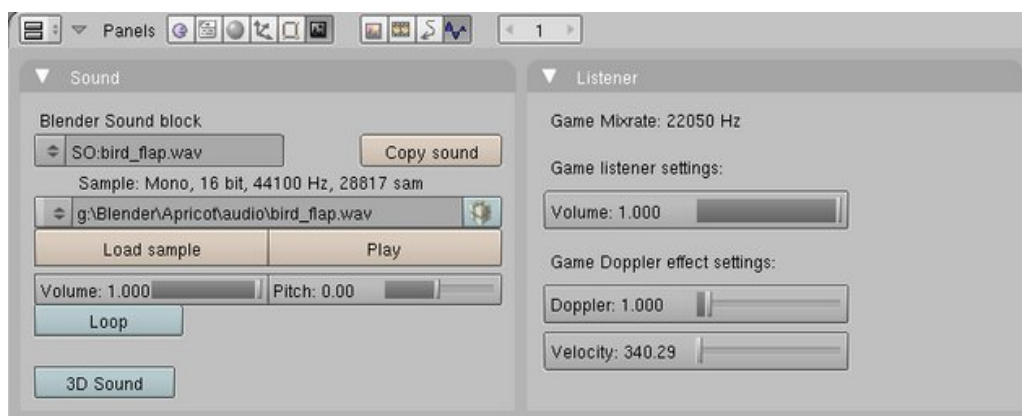 Panels
1
Sound
Blender Sound block
SO:bird_flap.wav
Copy sound
Sample: Mono, 16 bit, 44100 Hz, 28817 sam
g:\Blender\Apricot\audio\bird_flap.wav
Load sample
Play
Volume: 1.000
Pitch: 0.00
Loop
3D Sound
Listener
Game Mixrate: 22050 Hz
Game listener settings:
Volume: 1.000
Game Doppler effect settings:
Doppler: 1.000
Velocity: 340.29